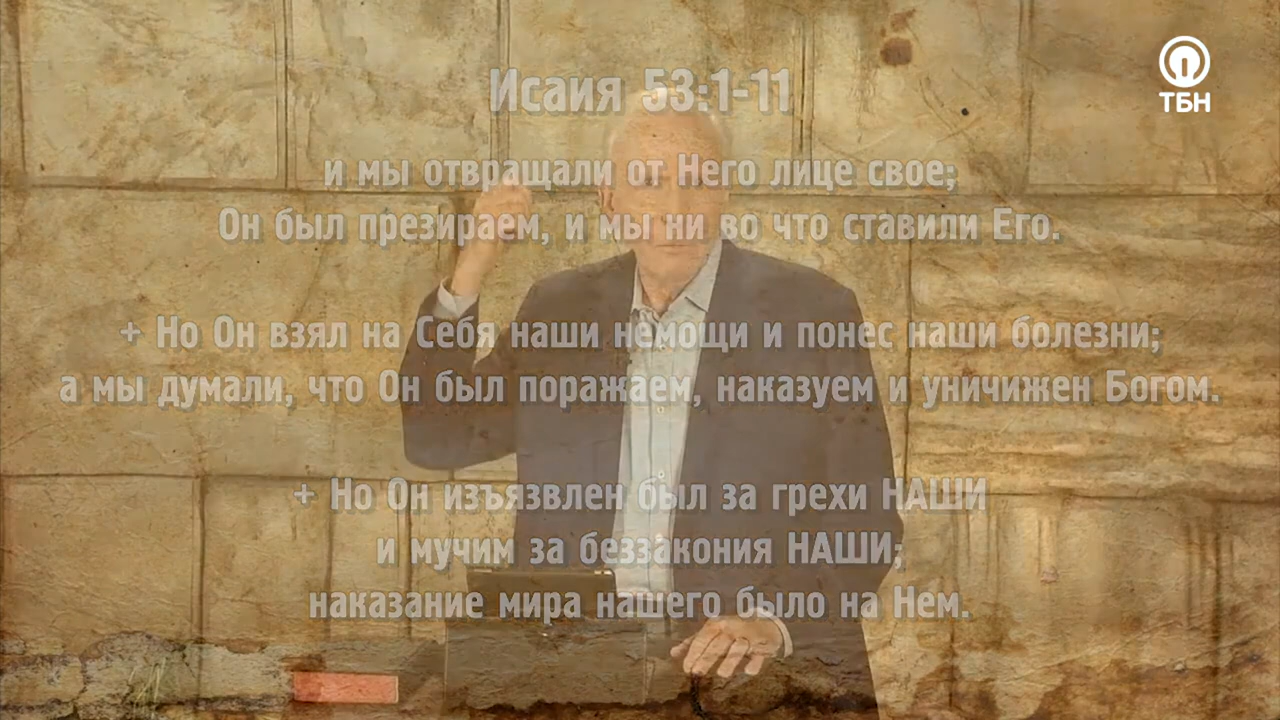 Исаия 53:1-11
ТБН
и мы отвращали от Него лице свое;
Он был презираем, и мы ни во что ставили Его.
+ Но Он взял на Себя наши немощи и понес наши болезни;
а мы думали, что Он был поражаем, наказуем и уничижен Богом.
+ Но Он изъязвлен был за грехи НАШИ
и мучим за беззакония НАШИ;
наказание мира нашего было на Нем.